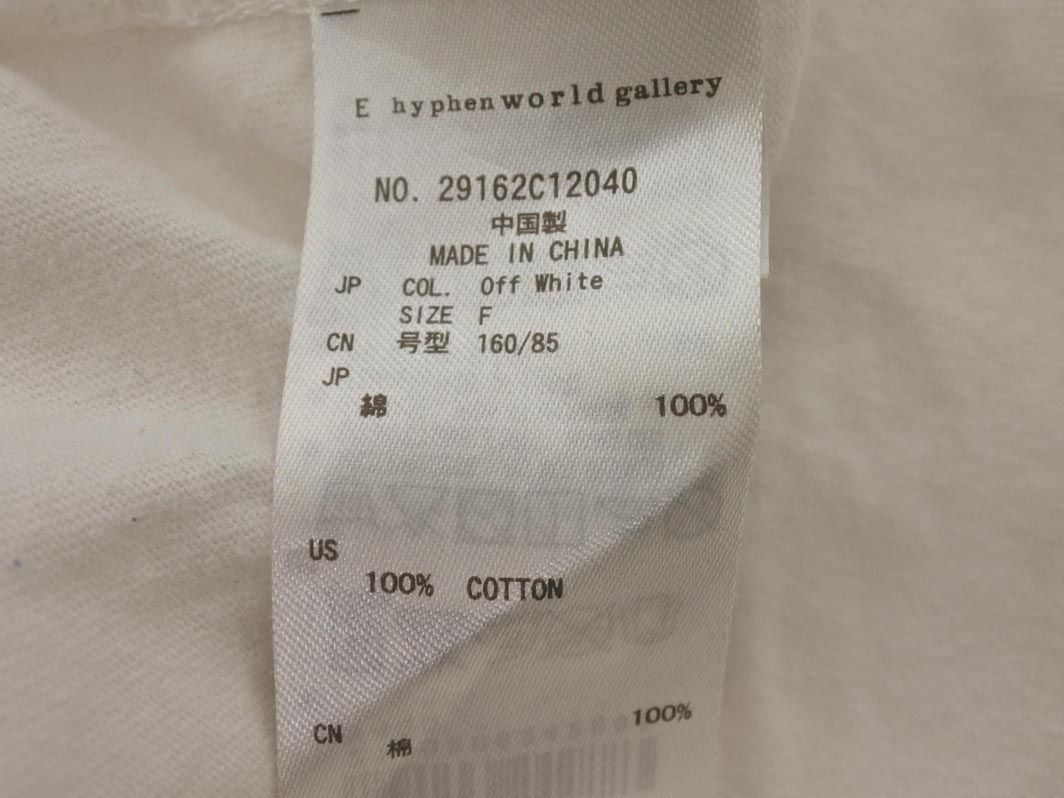 E hyphen world gallery
NO. 29162C12040
中国製
MADE IN CHINA
JP COL. Off White
SIZE F
CN 号型 160/85
JP
綿 100%
US
100% COTTON
CN 棉 100%